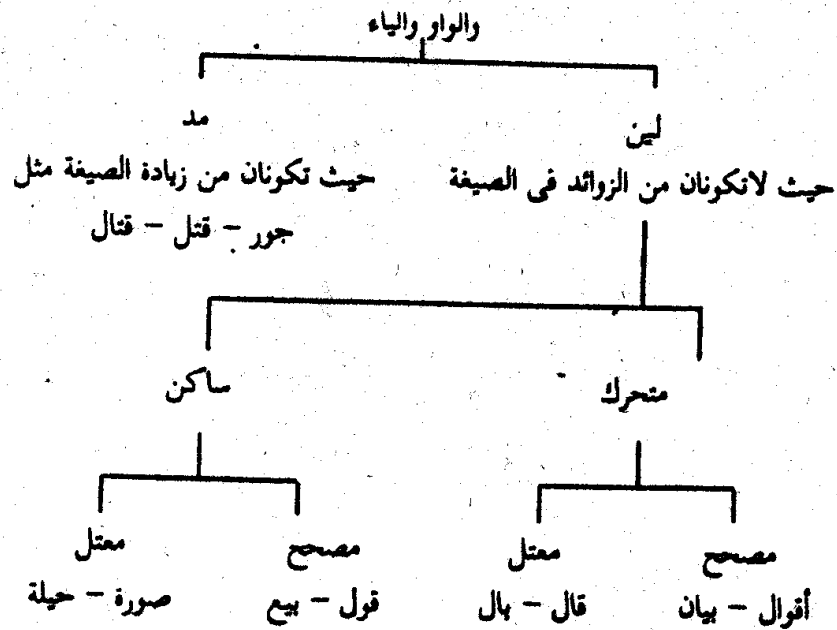 والواو والياء
لين
مد
حيث لاتكونان من الزوائد فى الصيغة
حيث تكونان من زيادة الصيغة مثل
جور - قتل - قتال
متحرك
ساكن
مصحح
معتل
مصحح
معتل
أقوال - بيان
قال - بال
قول - بيع
صورة - حيلة